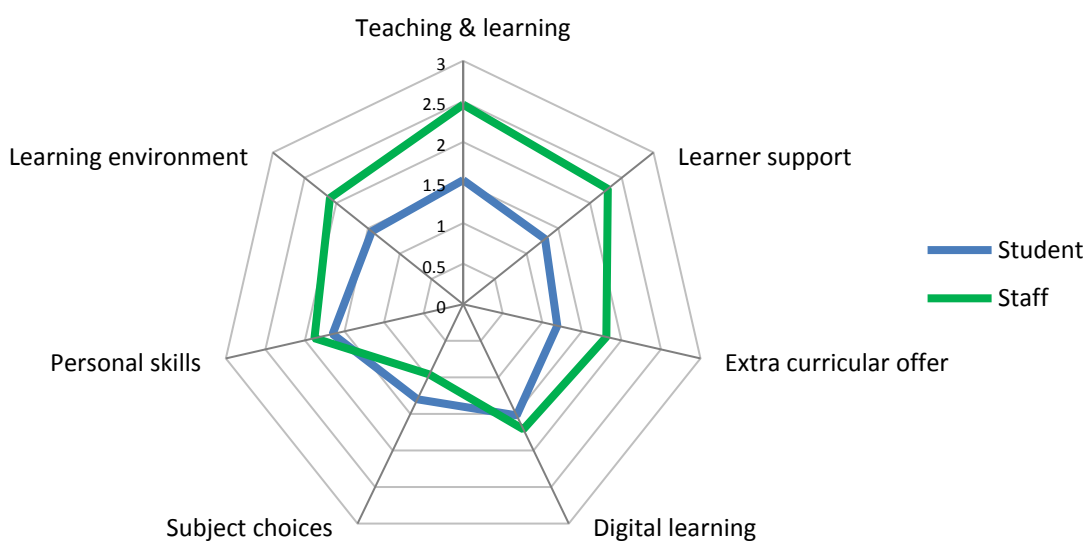 Teaching & learning
3
2.5
2
1.5
1
0.5
0
Learning environment
Learner support
Student
Staff
Personal skills
Extra curricular offer
Subject choices
Digital learning